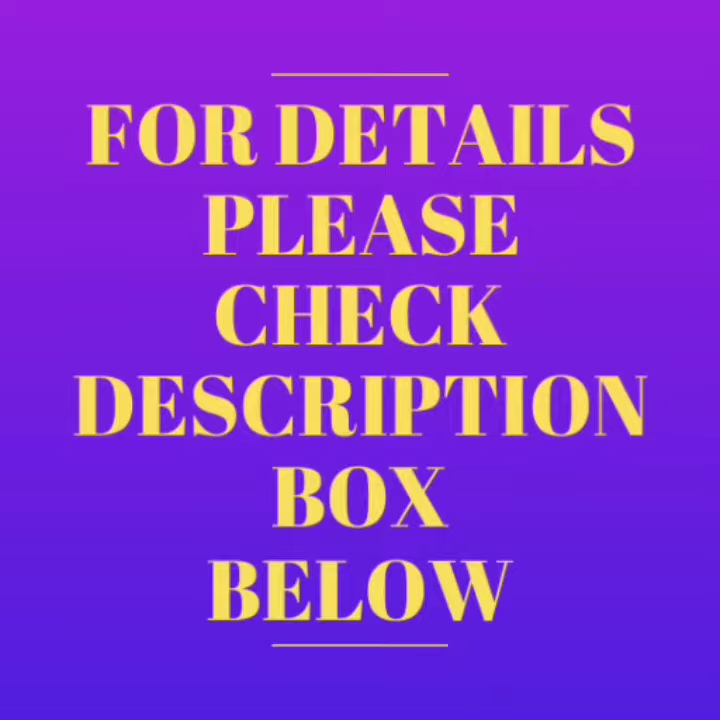 FOR DETAILS
PLEASE
CHECK
DESCRIPTION
BOX
BELOW